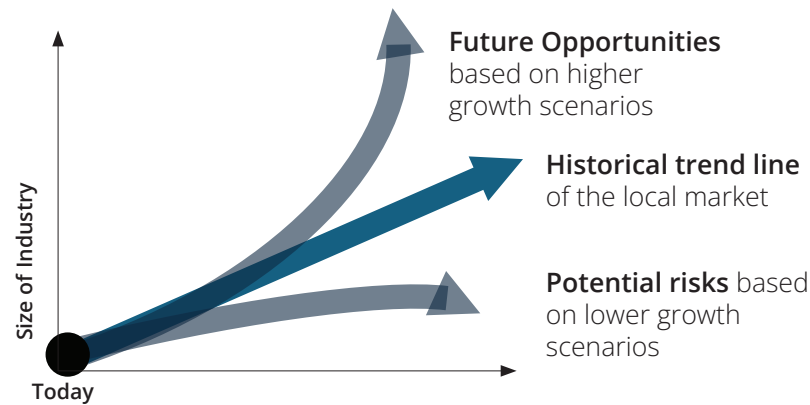 Future Opportunities
based on higher
growth scenarios
Historical trend line
of the local market
Potential risks based
on lower growth
scenarios
Size of Industry
Today